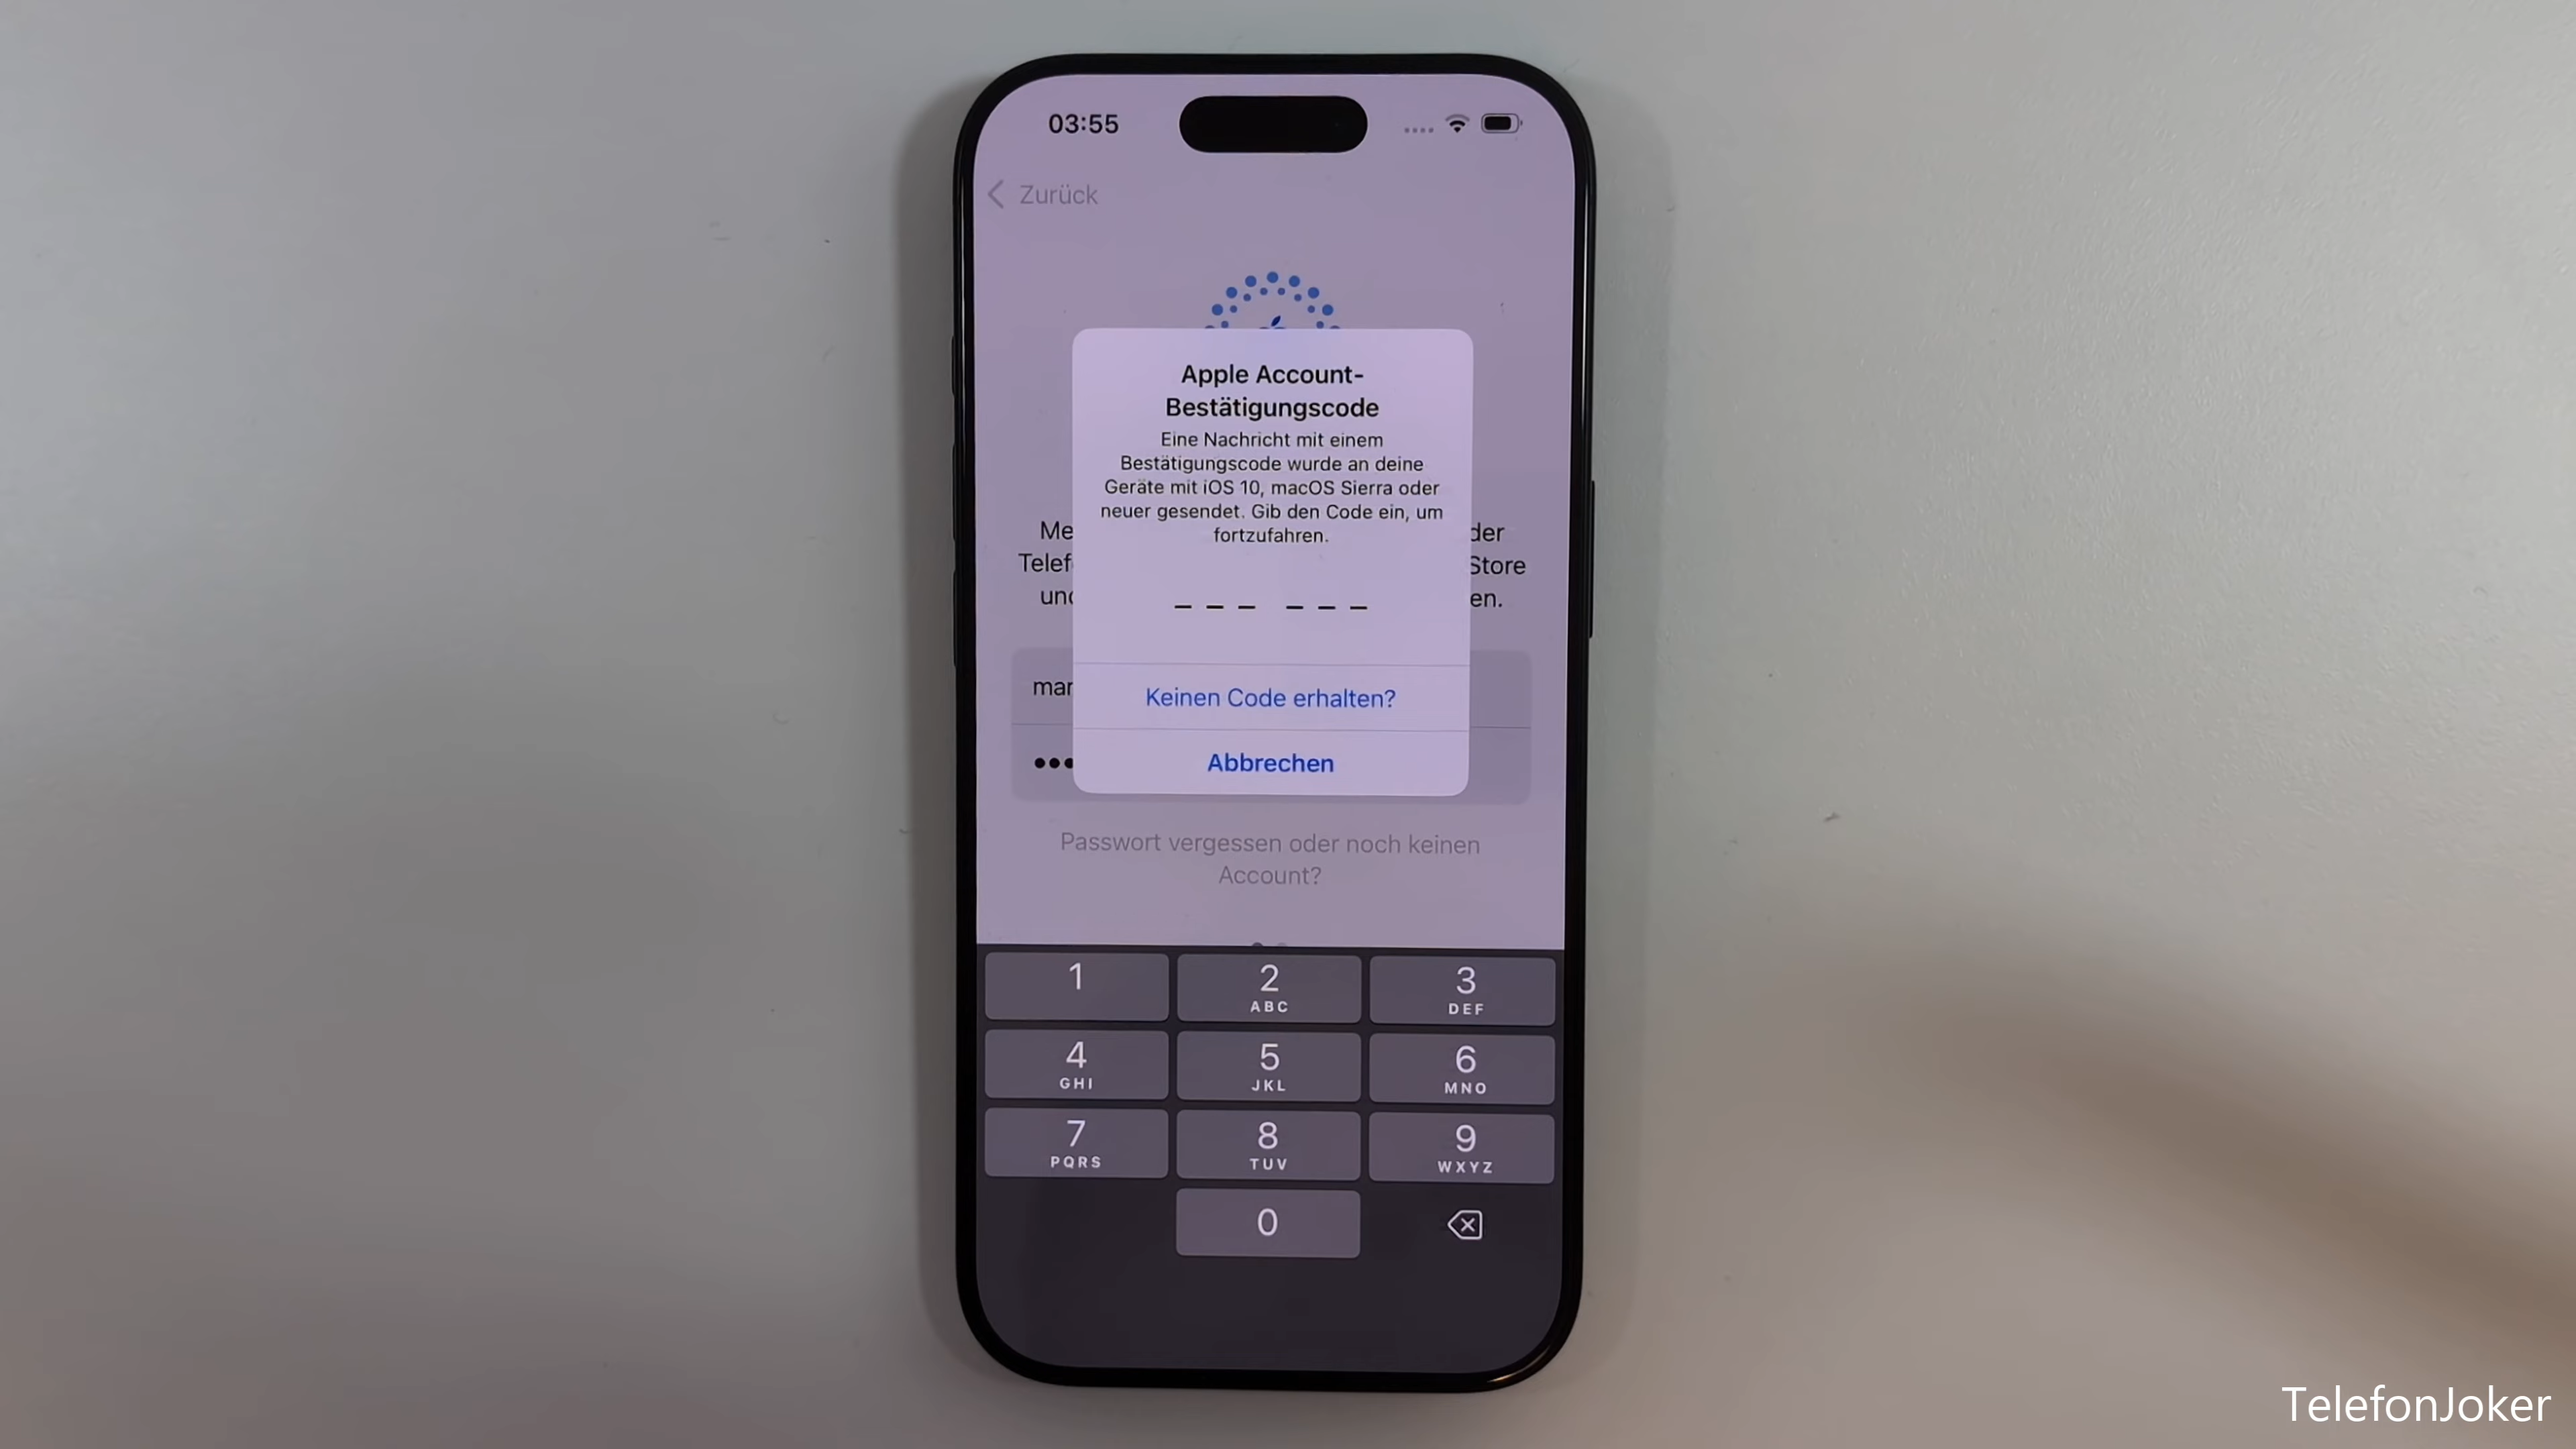 03:55
Zurück
Apple Account-
Bestätigungscode
Eine Nachricht mit einem
Bestätigungscode wurde an deine
Geräte mit iOS 10, macOS Sierra oder
neuer gesendet. Gib den Code ein, um
fortzufahren.
Me der
Telef Store
und en.
mar
Keinen Code erhalten?
Abbrechen
Passwort vergessen oder noch keinen
Account?
1 2 3
ABC DEF
4 5 6
GHI JKL MNO
7 8 9
PQRS TUV WXYZ
0
TelefonJoker